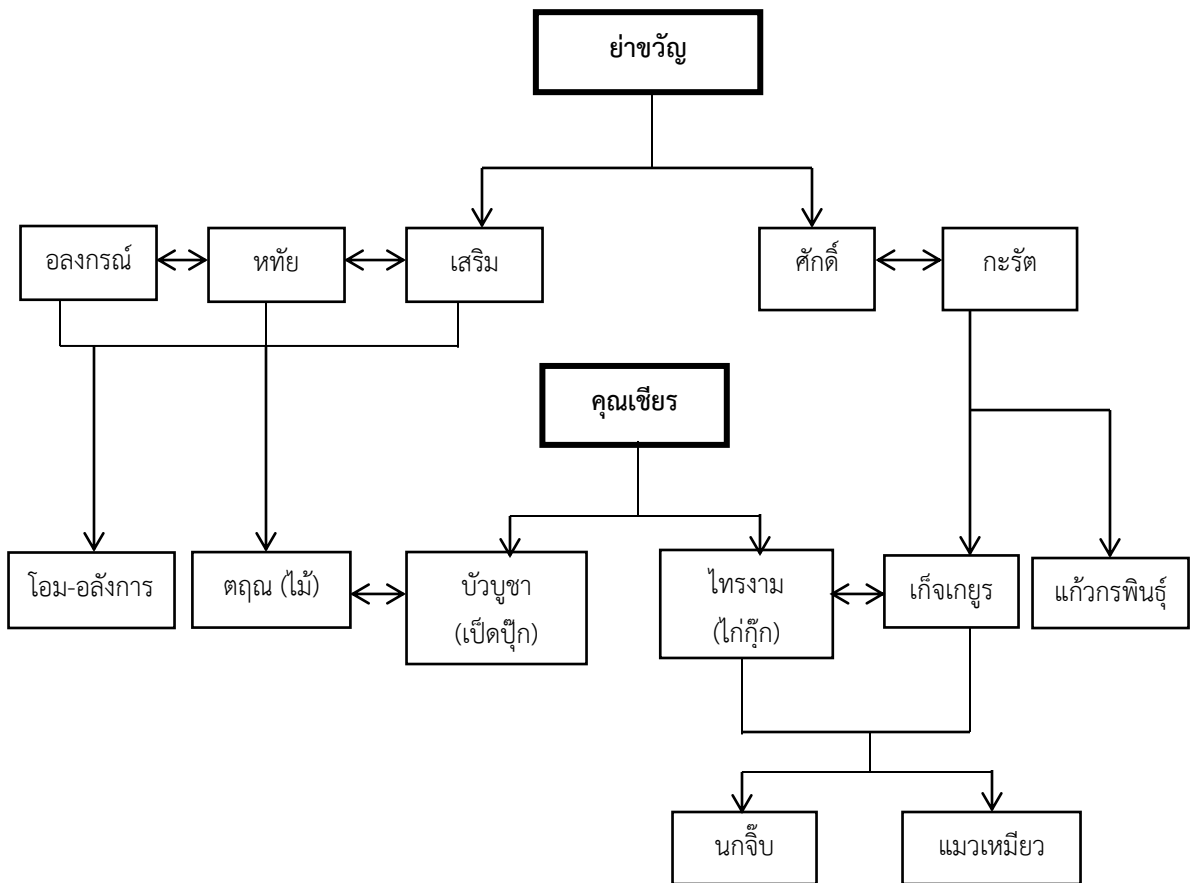 ย่าขวัญ
อลงกรณ์
หทัย
เสริม
ศักดิ์
กะรัต
คุณเชียร
โอม-อลังการ
ตฤณ (ไม้)
บัวบูชา
(เป็ดปุ๊ก)
ไทรงาม
(ไก่กุ๊ก)
เก็จเกยูร
แก้วกรพินธุ์
นกจิ๊บ
แมวเหมียว